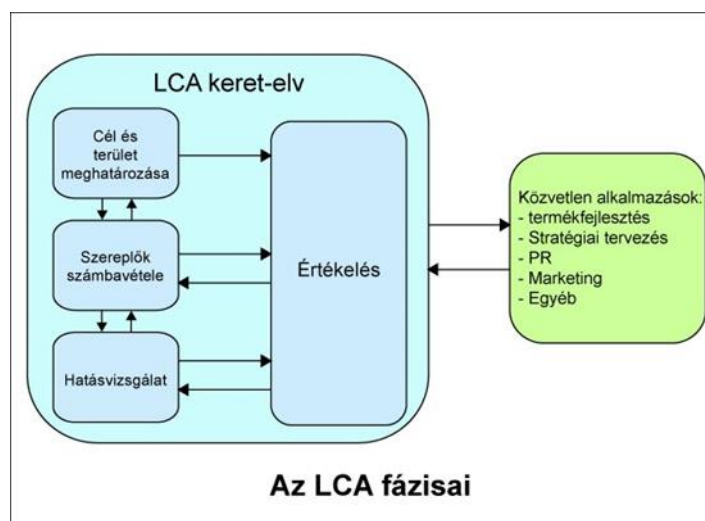 LCA keret-elv
Cél és
terület
meghatározása
Szereplők
számbavétele
Hatásvizsgálat
Értékelés
Közvetlen alkalmazások:
- termékfejlesztés
- Stratégiai tervezés
- PR
- Marketing
- Egyéb
Az LCA fázisai